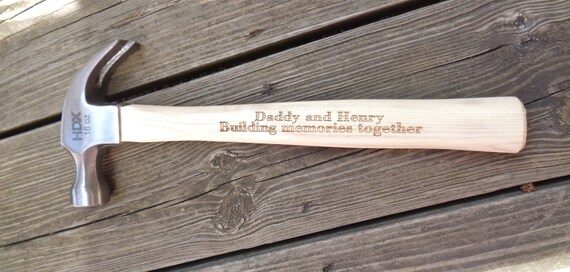 HDX
16 oz
Daddy and Henry
Building memories together